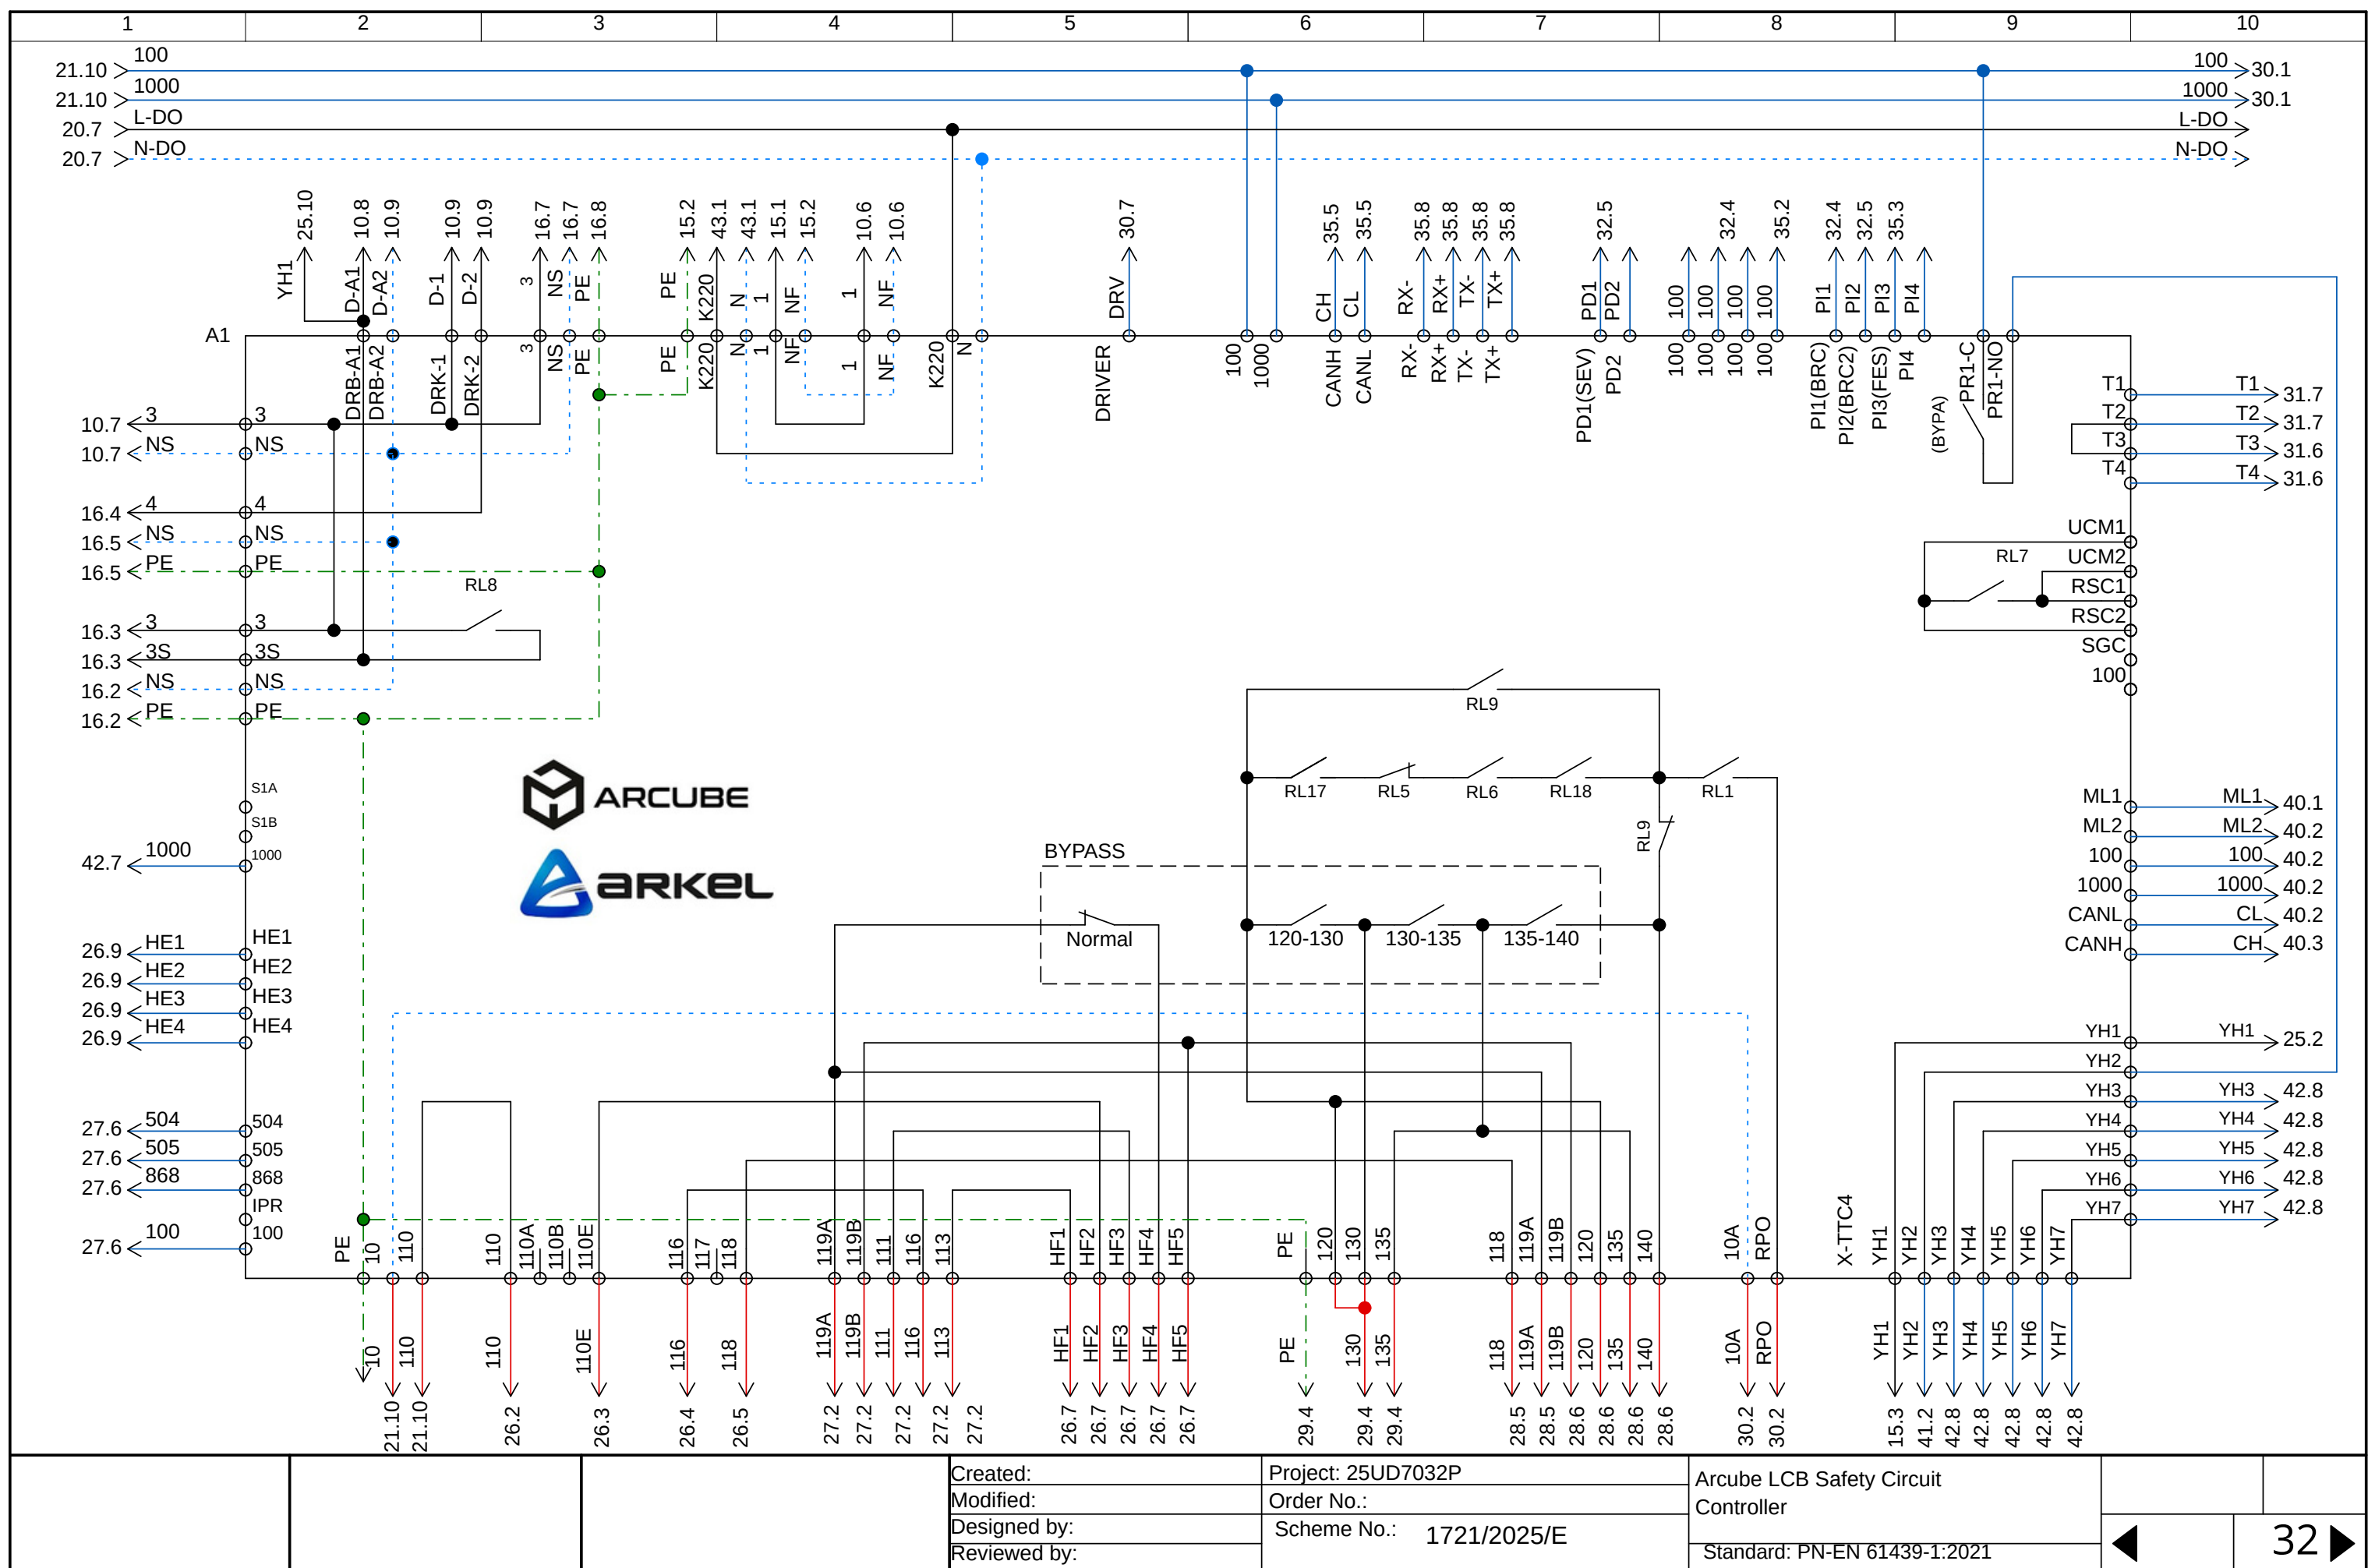 1 2 3 4 5 6 7 8 9 10
21.10 100 100 30.1
21.10 1000 1000 30.1
20.7 L-DO L-DO
20.7 N-DO N-DO
25.10 10.8 10.9 10.9 10.9 16.7 16.7 16.8 15.2 43.1 43.1 15.1 15.2 10.6 10.6 30.7 35.5 35.5 35.8 35.8 35.8 35.8 32.5 32.4 35.2 32.4 32.5 35.3
YH1 D-A1 D-A2 D-1 D-2 3 NS PE PE K220 N 1 NF 1 NF DRV CH CL RX- RX+ TX- TX+ PD1 PD2 100 100 100 100 PI1 PI2 PI3 PI4
A1
DRB-A1 DRB-A2 DRK-1 DRK-2 3 NS PE PE K220 N 1 NF 1 NF K220 N DRIVER 100 1000 CANH CANL RX- RX+ TX- TX+ PD1(SEV) PD2 100 100 100 100 PI1(BRC) PI2(BRC2) PI3(FES) PI4 (BYPA) PR1-C PR1-NO
T1 T1 31.7
T2 T2 31.7
T3 T3 31.6
T4 T4 31.6
10.7 3 3
10.7 NS NS
16.4 4 4
16.5 NS NS
16.5 PE PE
RL8
16.3 3 3
16.3 3S 3S
16.2 NS NS
16.2 PE PE
UCM1
UCM2
RL7
RSC1
RSC2
SGC
100
RL9
RL17 RL5 RL6 RL18 RL1
RL9
ARCUBE
ARKEL
BYPASS
Normal 120-130 130-135 135-140
S1A
S1B
42.7 1000 1000
ML1 ML1 40.1
ML2 ML2 40.2
100 100 40.2
1000 1000 40.2
CANL CL 40.2
CANH CH 40.3
26.9 HE1 HE1
26.9 HE2 HE2
26.9 HE3 HE3
26.9 HE4 HE4
YH1 YH1 25.2
YH2
YH3 YH3 42.8
YH4 YH4 42.8
YH5 YH5 42.8
YH6 YH6 42.8
YH7 YH7 42.8
27.6 504 504
27.6 505 505
27.6 868 868
IPR
27.6 100 100
PE 10 110 110 110A 110B 110E 116 117 118 119A 119B 111 116 113 HF1 HF2 HF3 HF4 HF5 PE 120 130 135 118 119A 119B 120 135 140 10A RPO X-TTC4 YH1 YH2 YH3 YH4 YH5 YH6 YH7
10 110 110 110E 116 118 119A 119B 111 116 113 HF1 HF2 HF3 HF4 HF5 PE 130 135 118 119A 119B 120 135 140 10A RPO YH1 YH2 YH3 YH4 YH5 YH6 YH7
21.10 21.10 26.2 26.3 26.4 26.5 27.2 27.2 27.2 27.2 27.2 26.7 26.7 26.7 26.7 26.7 29.4 29.4 29.4 28.5 28.5 28.6 28.6 28.6 28.6 30.2 30.2 15.3 41.2 42.8 42.8 42.8 42.8 42.8
Created:
Modified:
Designed by:
Reviewed by:
Project: 25UD7032P
Order No.:
Scheme No.: 1721/2025/E
Arcube LCB Safety Circuit
Controller
Standard: PN-EN 61439-1:2021
32